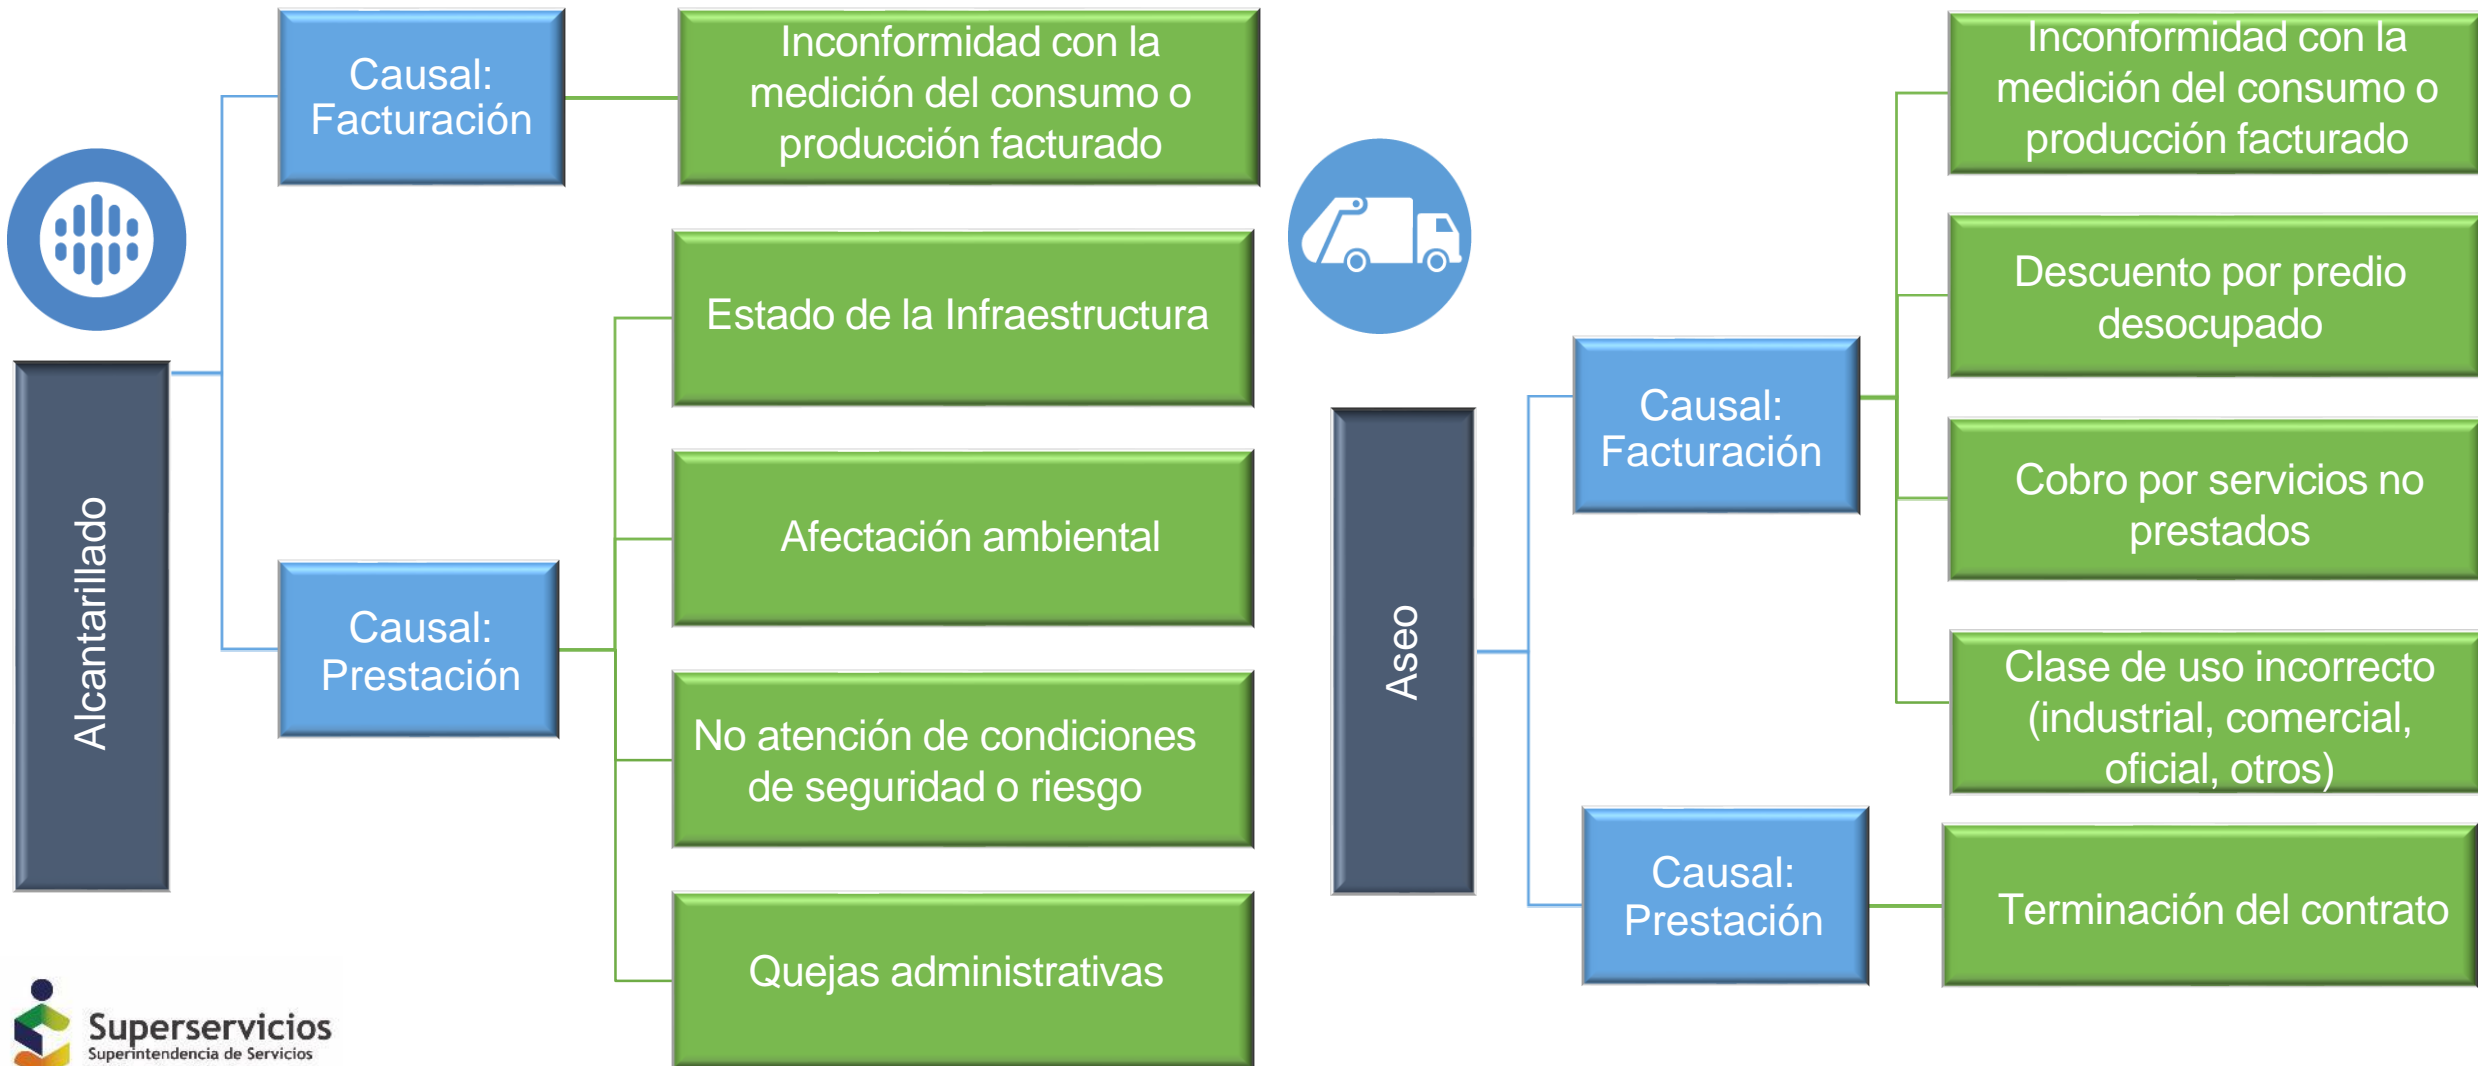 Alcantarillado
Causal:
Facturación
Inconformidad con la
medición del consumo o
producción facturado
Causal:
Prestación
Estado de la Infraestructura
Afectación ambiental
No atención de condiciones
de seguridad o riesgo
Quejas administrativas
Aseo
Causal:
Facturación
Inconformidad con la
medición del consumo o
producción facturado
Descuento por predio
desocupado
Cobro por servicios no
prestados
Clase de uso incorrecto
(industrial, comercial,
oficial, otros)
Causal:
Prestación
Terminación del contrato
Superservicios
Superintendencia de Servicios